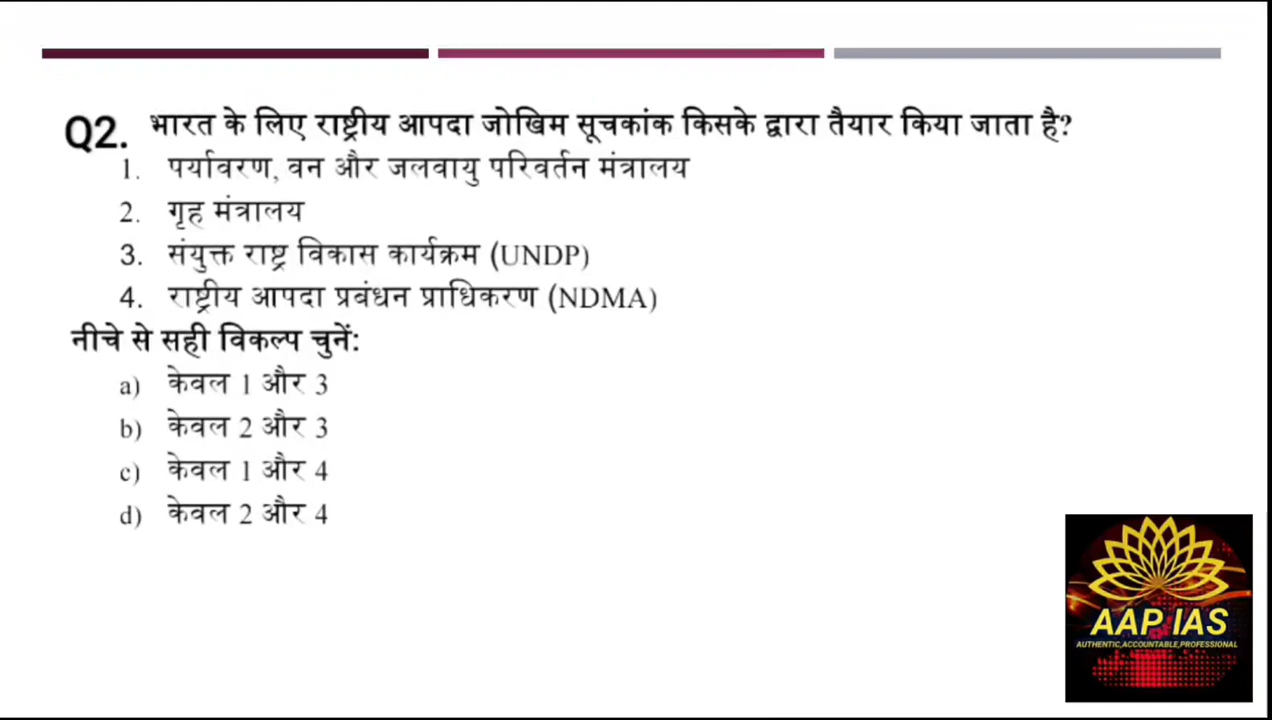 Q2. भारत के लिए राष्ट्रीय आपदा जोखिम सूचकांक किसके द्वारा तैयार किया जाता है?
1. पर्यावरण, वन और जलवायु परिवर्तन मंत्रालय
2. गृह मंत्रालय
3. संयुक्त राष्ट्र विकास कार्यक्रम (UNDP)
4. राष्ट्रीय आपदा प्रबंधन प्राधिकरण (NDMA)
नीचे से सही विकल्प चुनें:
a) केवल 1 और 3
b) केवल 2 और 3
c) केवल 1 और 4
d) केवल 2 और 4
AAP IAS
AUTHENTIC,ACCOUNTABLE,PROFESSIONAL